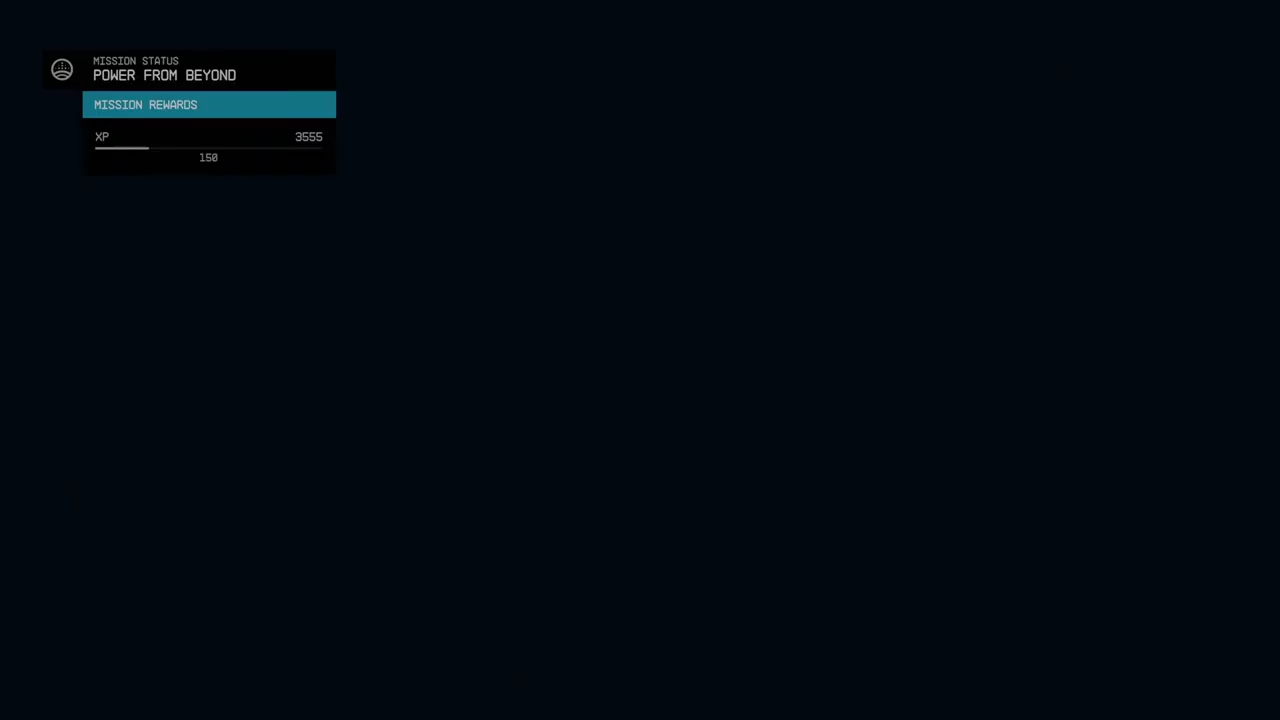 MISSION STATUS
POWER FROM BEYOND
MISSION REWARDS
XP 3555
150